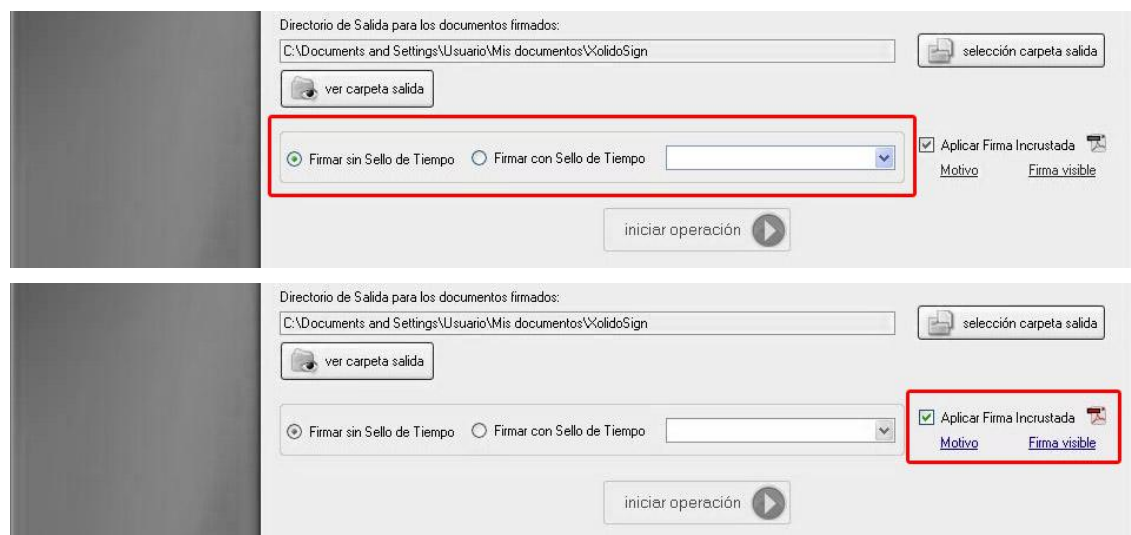 Directorio de Salida para los documentos firmados:
C:\Documents and Settings\Usuario\Mis documentos\XolidoSign
selección carpeta salida
ver carpeta salida
Firmar sin Sello de Tiempo Firmar con Sello de Tiempo
Aplicar Firma Incrustada
Motivo Firma visible
iniciar operación
Directorio de Salida para los documentos firmados:
C:\Documents and Settings\Usuario\Mis documentos\XolidoSign
selección carpeta salida
ver carpeta salida
Firmar sin Sello de Tiempo Firmar con Sello de Tiempo
Aplicar Firma Incrustada
Motivo Firma visible
iniciar operación